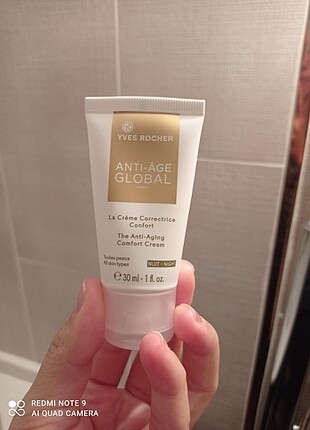 YVES ROCHER
ANTI-ÂGE
GLOBAL
La Crème Correctrice
Confort
The Anti-Aging
Comfort Cream
Toutes peaux
All skin types
NUIT - NIGHT
℮ 30 ml - 1 fl. oz.
REDMI NOTE 9
AI QUAD CAMERA